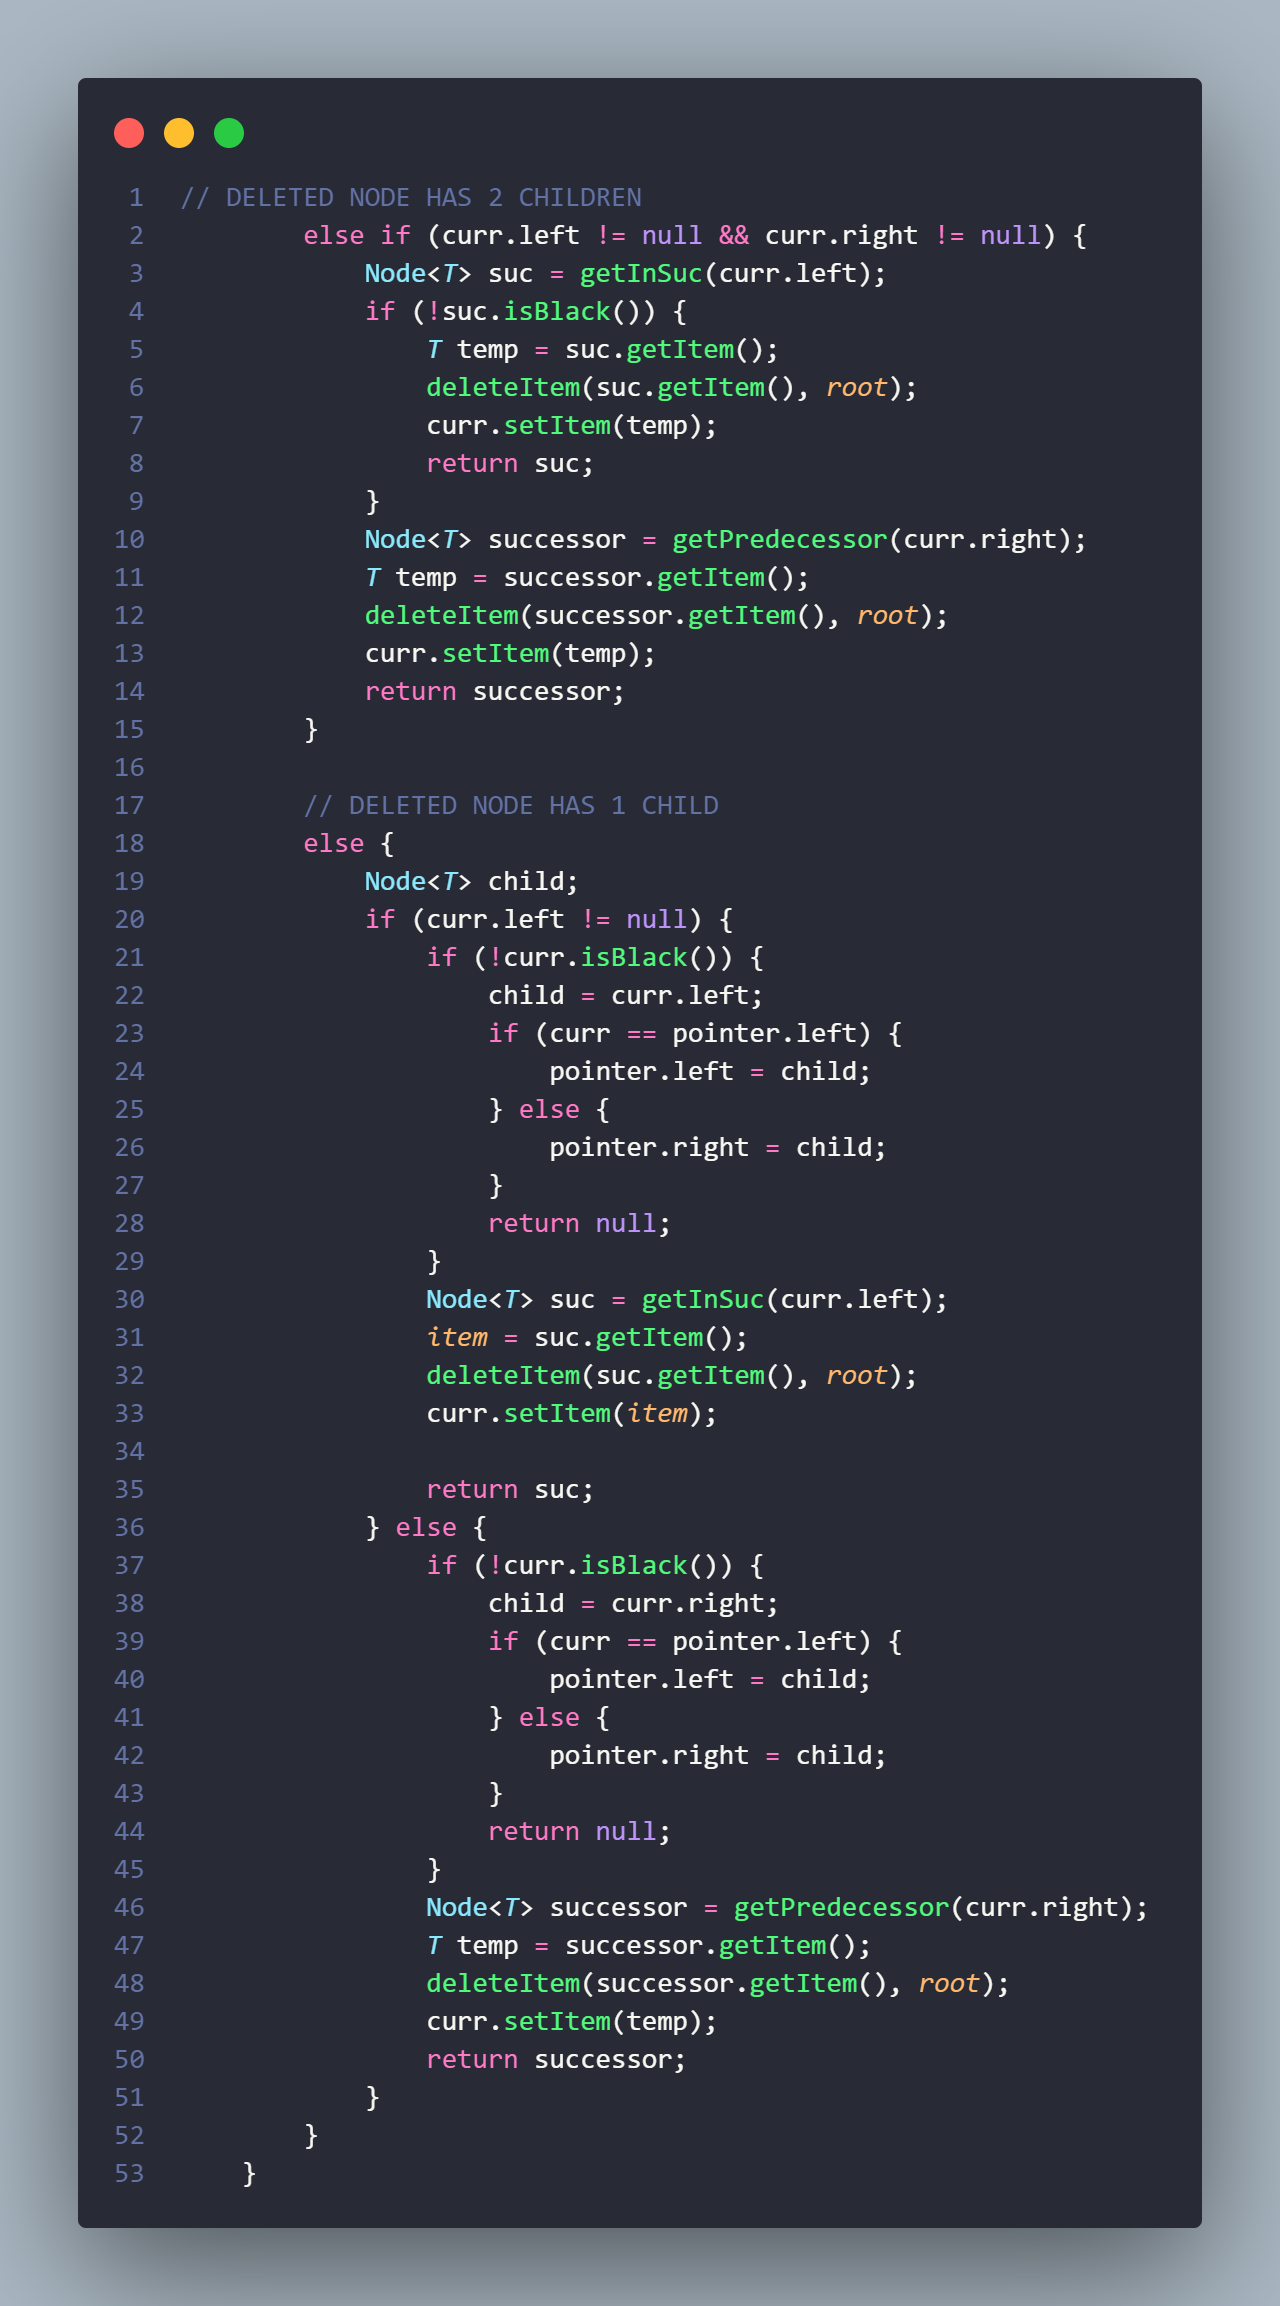 1 // DELETED NODE HAS 2 CHILDREN
2         else if (curr.left != null && curr.right != null) {
3             Node<T> suc = getInSuc(curr.left);
4             if (!suc.isBlack()) {
5                 T temp = suc.getItem();
6                 deleteItem(suc.getItem(), root);
7                 curr.setItem(temp);
8                 return suc;
9             }
10             Node<T> successor = getPredecessor(curr.right);
11             T temp = successor.getItem();
12             deleteItem(successor.getItem(), root);
13             curr.setItem(temp);
14             return successor;
15         }
16
17         // DELETED NODE HAS 1 CHILD
18         else {
19             Node<T> child;
20             if (curr.left != null) {
21                 if (!curr.isBlack()) {
22                     child = curr.left;
23                     if (curr == pointer.left) {
24                         pointer.left = child;
25                     } else {
26                         pointer.right = child;
27                     }
28                     return null;
29                 }
30                 Node<T> suc = getInSuc(curr.left);
31                 item = suc.getItem();
32                 deleteItem(suc.getItem(), root);
33                 curr.setItem(item);
34
35                 return suc;
36             } else {
37                 if (!curr.isBlack()) {
38                     child = curr.right;
39                     if (curr == pointer.left) {
40                         pointer.left = child;
41                     } else {
42                         pointer.right = child;
43                     }
44                     return null;
45                 }
46                 Node<T> successor = getPredecessor(curr.right);
47                 T temp = successor.getItem();
48                 deleteItem(successor.getItem(), root);
49                 curr.setItem(temp);
50                 return successor;
51             }
52         }
53     }